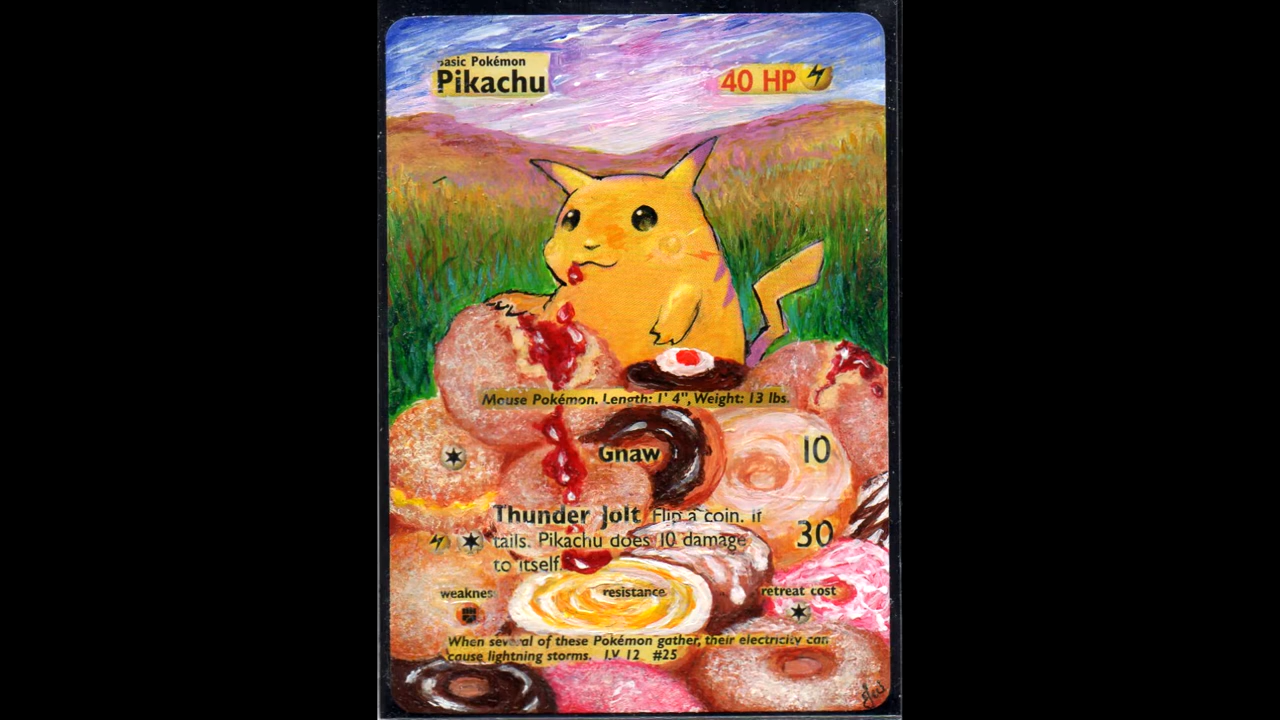 Basic Pokémon
Pikachu
40 HP
Mouse Pokémon. Length: 1' 4", Weight: 13 lbs.
Gnaw 10
Thunder Jolt Flip a coin. If
tails, Pikachu does 10 damage
to itself. 30
weaknes resistance retreat cost
When several of these Pokémon gather, their electricity can
cause lightning storms. LV. 12 #25